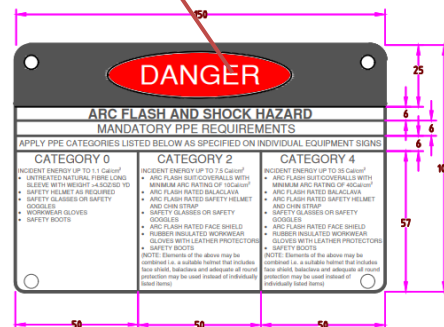 150
DANGER
25
ARC FLASH AND SHOCK HAZARD
6
MANDATORY PPE REQUIREMENTS
6
APPLY PPE CATEGORIES LISTED BELOW AS SPECIFIED ON INDIVIDUAL EQUIPMENT SIGNS
6
10
CATEGORY 0
INCIDENT ENERGY UP TO 1.1 Cal/cm²
• UNTREATED NATURAL FIBRE LONG
SLEEVE WITH WEIGHT >4.5OZ/SD YD
• SAFETY HELMET AS REQUIRED
• SAFETY GLASSES OR SAFETY
GOGGLES
• WORKWEAR GLOVES
• SAFETY BOOTS
CATEGORY 2
INCIDENT ENERGY UP TO 7.5 Cal/cm²
• ARC FLASH SUIT/COVERALLS WITH
MINIMUM ARC RATING OF 10Cal/cm²
• ARC FLASH RATED BALACLAVA
• ARC FLASH RATED SAFETY HELMET
AND CHIN STRAP
• SAFETY GLASSES OR SAFETY
GOGGLES
• ARC FLASH RATED FACE SHIELD
• RUBBER INSULATED WORKWEAR
GLOVES WITH LEATHER PROTECTORS
• SAFETY BOOTS
(NOTE: Elements of the above may be
combined i.e. a suitable helmet that includes
face shield, balaclava and adequate all round
protection may be used instead of individually
listed items)
CATEGORY 4
INCIDENT ENERGY UP TO 35 Cal/cm²
• ARC FLASH SUIT/COVERALLS WITH
MINIMUM ARC RATING OF 40Cal/cm²
• ARC FLASH RATED BALACLAVA
• ARC FLASH RATED SAFETY HELMET
AND CHIN STRAP
• SAFETY GLASSES OR SAFETY
GOGGLES
• ARC FLASH RATED FACE SHIELD
• RUBBER INSULATED WORKWEAR
GLOVES WITH LEATHER PROTECTORS
• SAFETY BOOTS
(NOTE: Elements of the above may be
combined i.e. a suitable helmet that includes
face shield, balaclava and adequate all round
protection may be used instead of
individually listed items)
57
50
50
50